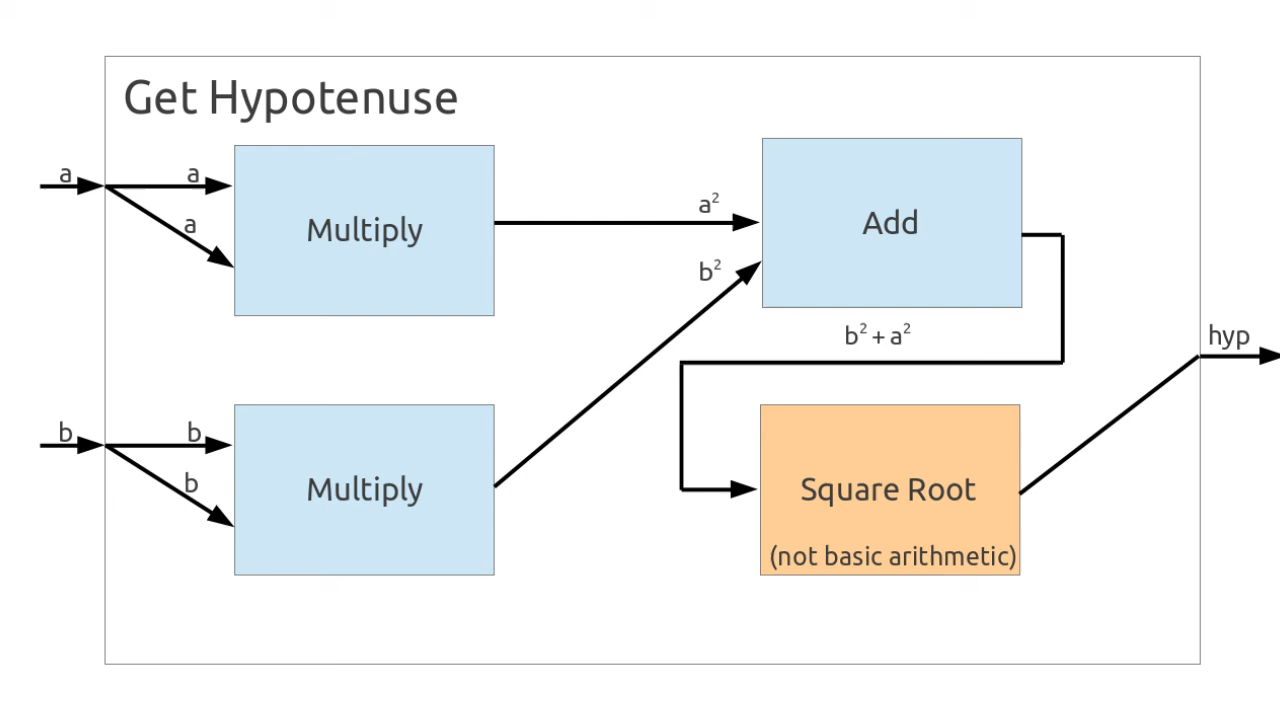 Get Hypotenuse
a
a
a
Multiply
a²
Add
b²
b² + a²
hyp
b
b
b
Multiply
Square Root
(not basic arithmetic)